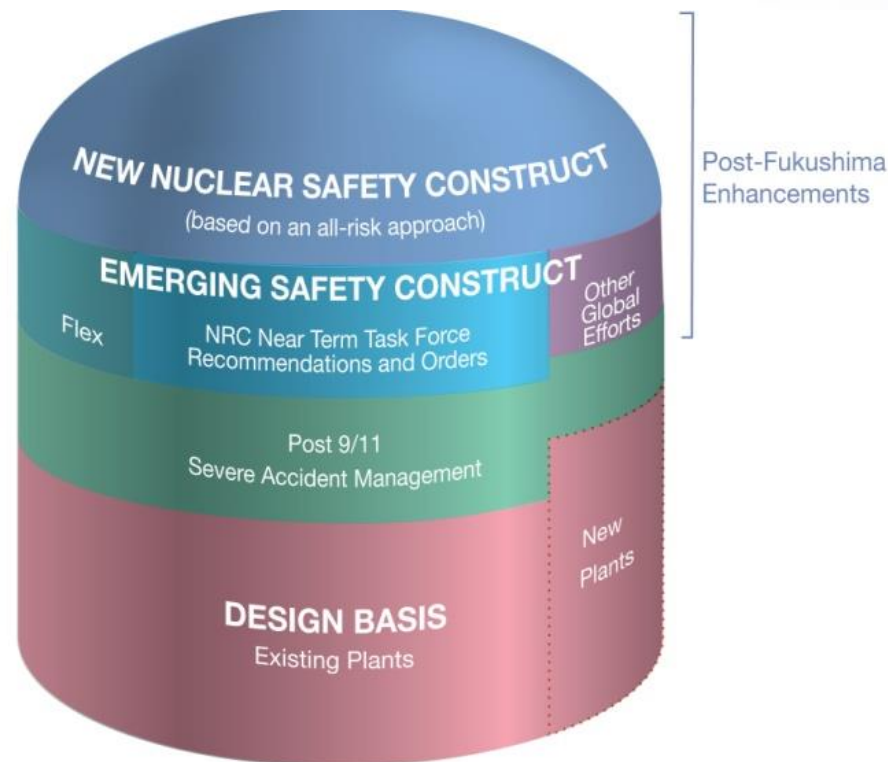 NEW NUCLEAR SAFETY CONSTRUCT
(based on an all-risk approach)
Post-Fukushima
Enhancements
EMERGING SAFETY CONSTRUCT
Flex
NRC Near Term Task Force
Recommendations and Orders
Other
Global
Efforts
Post 9/11
Severe Accident Management
New
Plants
DESIGN BASIS
Existing Plants